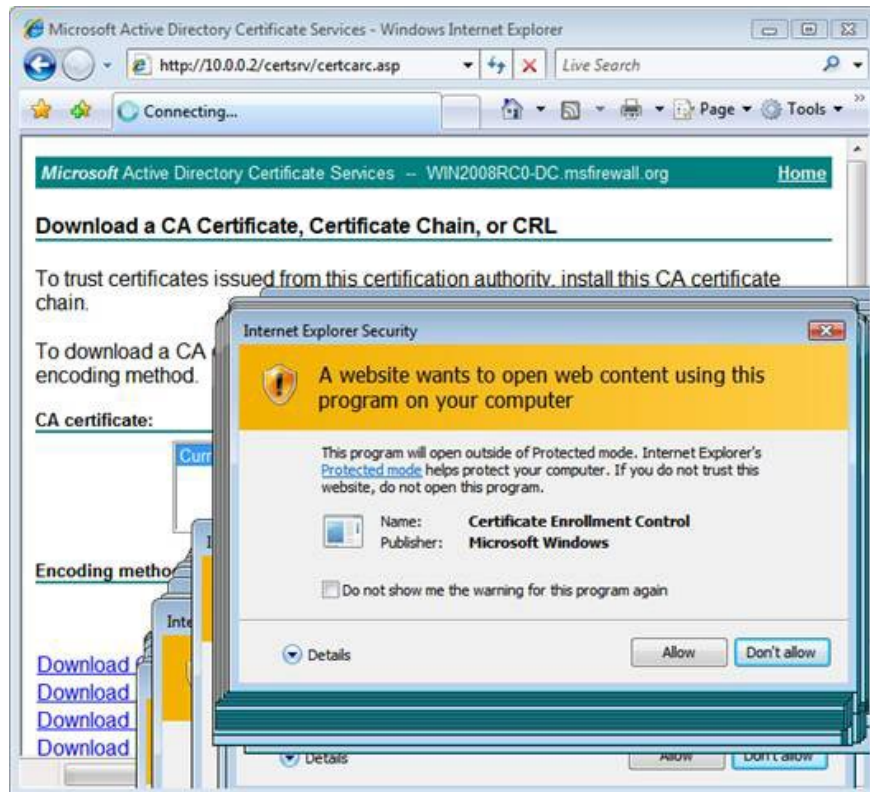 Microsoft Active Directory Certificate Services - Windows Internet Explorer
http://10.0.0.2/certsrv/certcarc.asp
Live Search
Connecting...
Page
Tools
Microsoft Active Directory Certificate Services -- WIN2008RC0-DC.msfirewall.org Home
Download a CA Certificate, Certificate Chain, or CRL
To trust certificates issued from this certification authority, install this CA certificate
chain.
To download a CA
encoding method.
CA certificate:
Curr
Encoding metho
Download
Download
Download
Download
Inte
Internet Explorer Security
A website wants to open web content using this
program on your computer
This program will open outside of Protected mode. Internet Explorer's
Protected mode helps protect your computer. If you do not trust this
website, do not open this program.
Name: Certificate Enrollment Control
Publisher: Microsoft Windows
Do not show me the warning for this program again
Details
Allow
Don't allow
Details
Allow
Don't allow